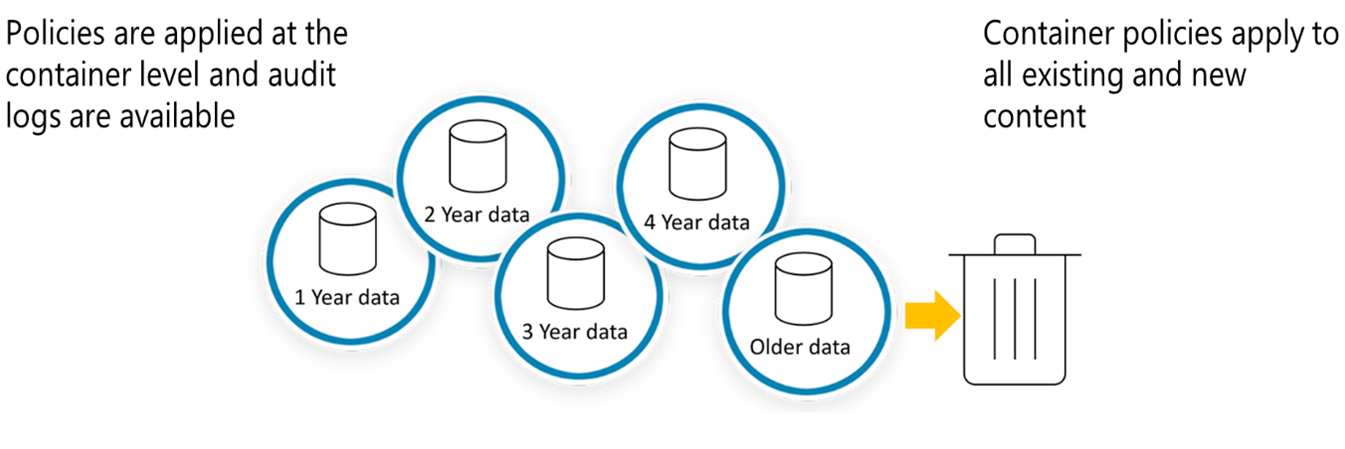 Policies are applied at the
container level and audit
logs are available
Container policies apply to
all existing and new
content
1 Year data
2 Year data
3 Year data
4 Year data
Older data